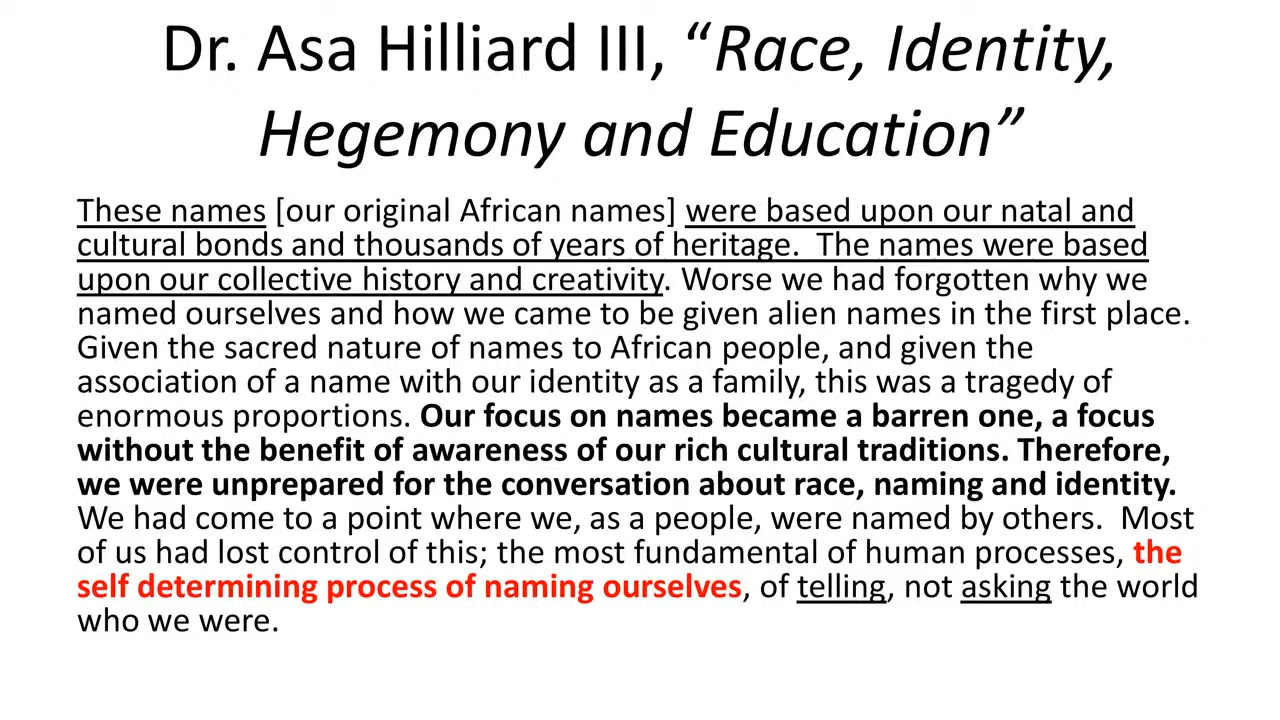 Dr. Asa Hilliard III, “Race, Identity,
Hegemony and Education”
These names [our original African names] were based upon our natal and
cultural bonds and thousands of years of heritage.  The names were based
upon our collective history and creativity. Worse we had forgotten why we
named ourselves and how we came to be given alien names in the first place.
Given the sacred nature of names to African people, and given the
association of a name with our identity as a family, this was a tragedy of
enormous proportions. Our focus on names became a barren one, a focus
without the benefit of awareness of our rich cultural traditions. Therefore,
we were unprepared for the conversation about race, naming and identity.
We had come to a point where we, as a people, were named by others.  Most
of us had lost control of this; the most fundamental of human processes, the
self determining process of naming ourselves, of telling, not asking the world
who we were.